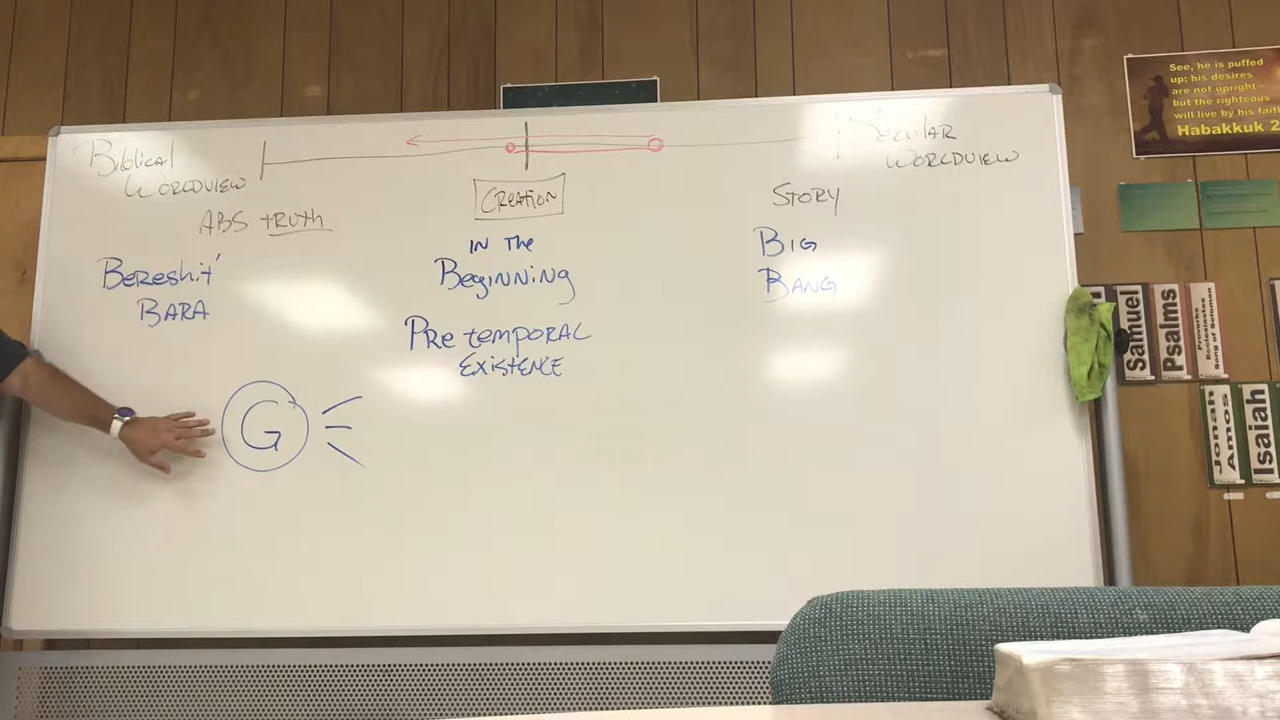 Biblical
Worldview
ABS truth
Bereshit'
BARA
G
CREATION
IN The
Beginning
Pre temporal
EXISTENCE
Secular
Worldview
STORY
BIG
BANG
See, he is puffed
up; his desires
are not upright-
but the righteous
will live by his fait
Habakkuk 2
Samuel
Psalms
Proverbs
Ecclesiastes
Song of Solomon
Jonah
Amos
Isaiah